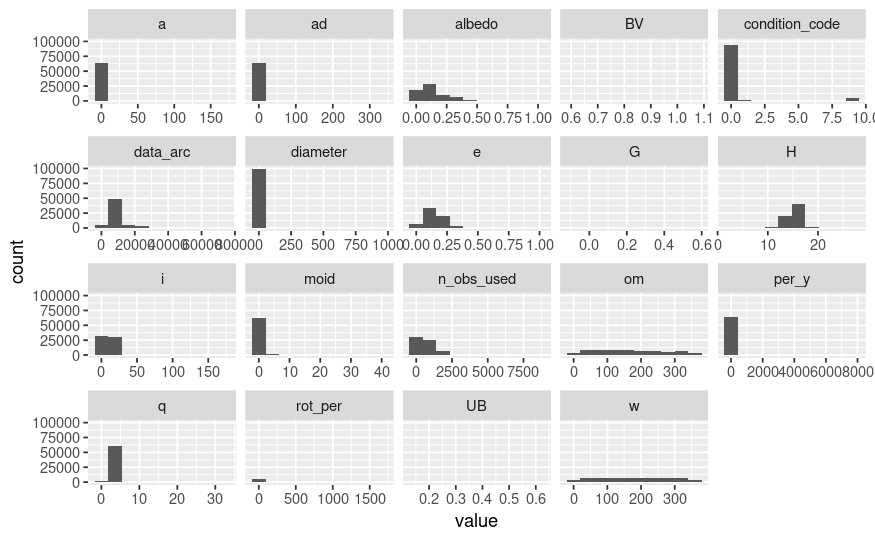 a ad albedo BV condition_code
100000
75000
50000
25000
0
0 50 100 150 0 100 200 300 0.00 0.25 0.50 0.75 1.00 0.6 0.7 0.8 0.9 1.0 1.1 0.0 2.5 5.0 7.5 10.0
data_arc diameter e G H
100000
75000
50000
25000
0
0 20000 40000 60000 80000 0 250 500 750 1000 0.00 0.25 0.50 0.75 1.00 0.0 0.2 0.4 0.6 0 10 20
count
i moid n_obs_used om per_y
100000
75000
50000
25000
0
0 50 100 150 0 10 20 30 40 0 2500 5000 7500 0 100 200 300 0 2000 4000 6000 8000
q rot_per UB w
100000
75000
50000
25000
0
0 10 20 30 0 500 1000 1500 0.2 0.3 0.4 0.5 0.6 0 100 200 300
value